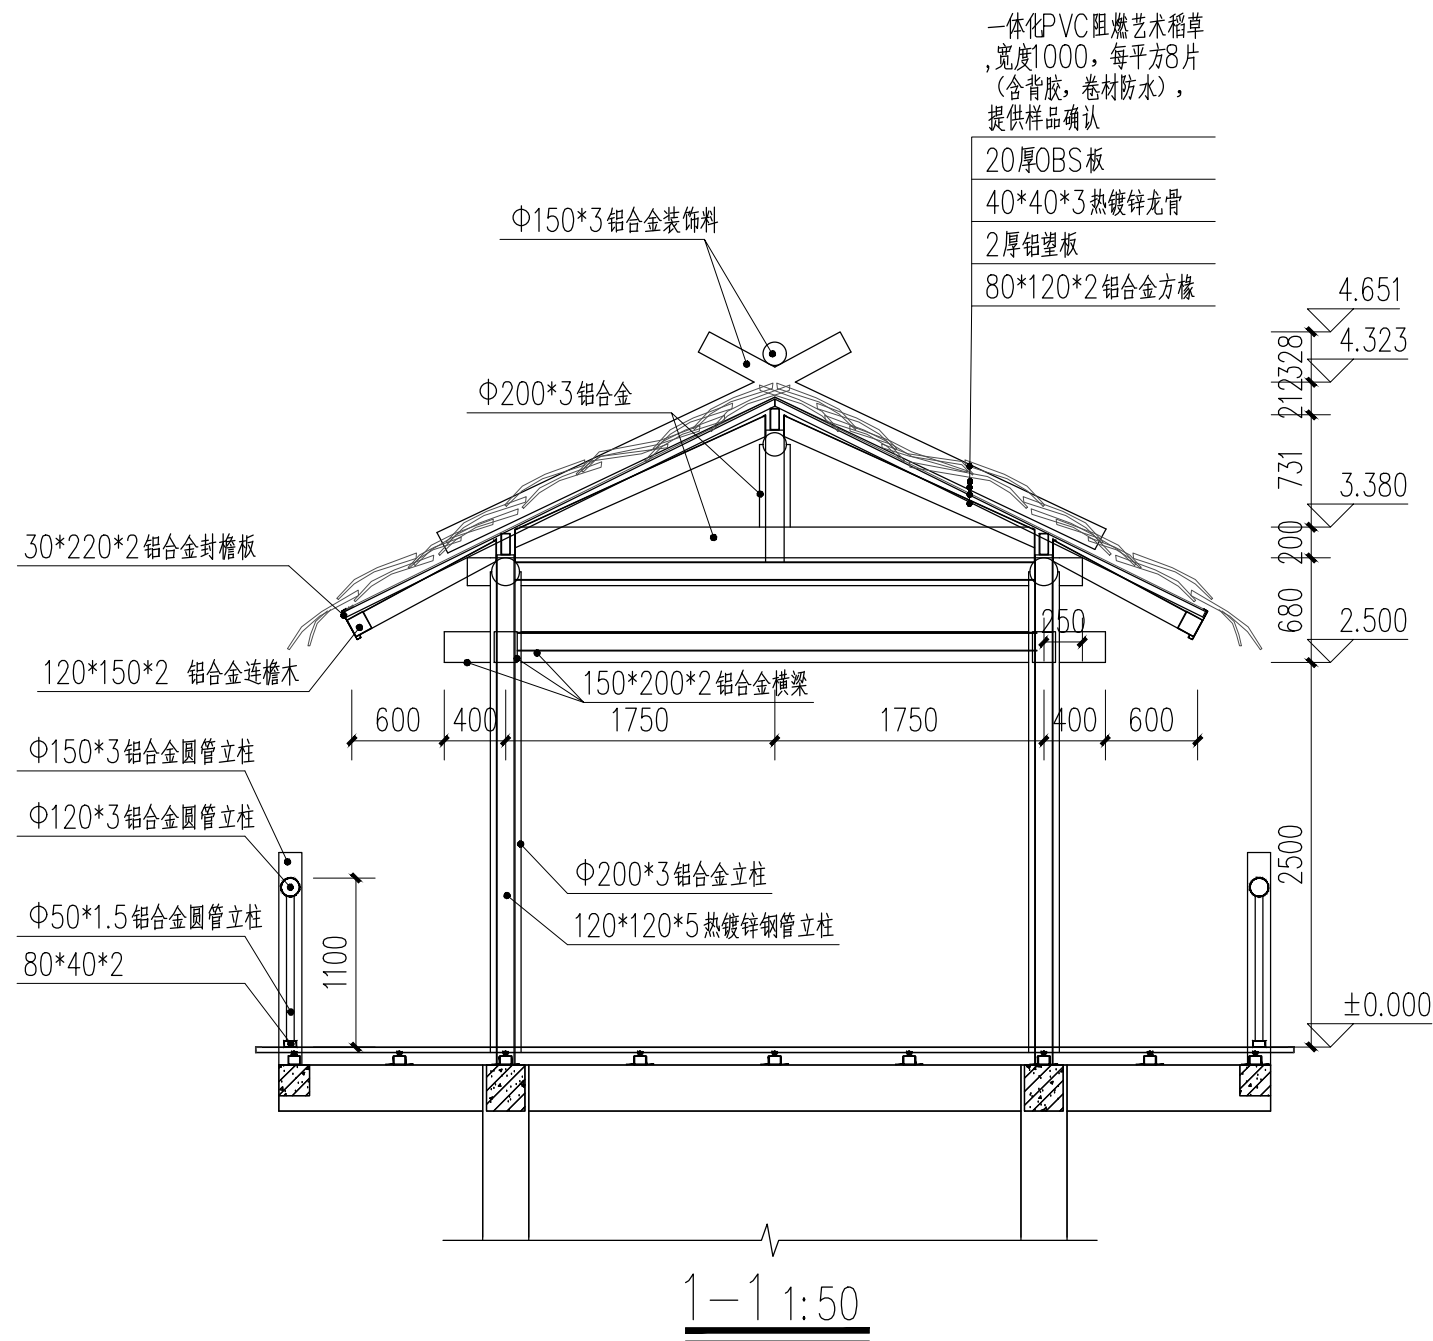 一体化PVC阻燃艺术稻草
,宽度1000，每平方8片
（含背胶，卷材防水），
提供样品确认
20厚OBS板
40*40*3热镀锌龙骨
2厚铝望板
80*120*2铝合金方椽
Φ150*3铝合金装饰料
4.651
4.323
328
212
Φ200*3铝合金
731
3.380
200
30*220*2铝合金封檐板
680
2.500
250
120*150*2 铝合金连檐木
150*200*2铝合金横梁
600
400
1750
1750
400
600
Φ150*3铝合金圆管立柱
Φ120*3铝合金圆管立柱
2500
Φ200*3铝合金立柱
Φ50*1.5铝合金圆管立柱
120*120*5热镀锌钢管立柱
80*40*2
1100
±0.000
1-1 1:50